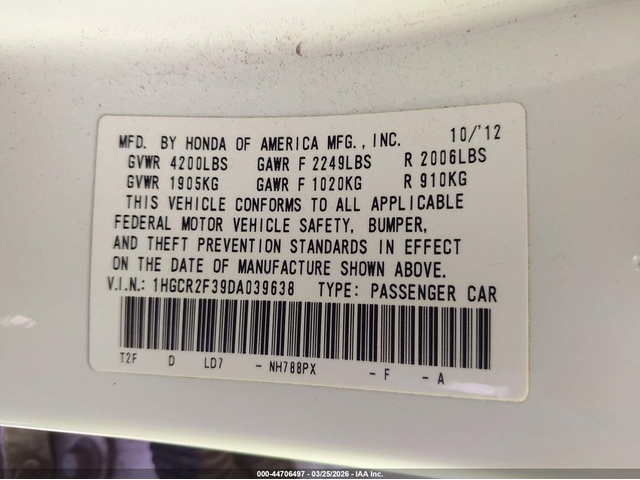 MFD. BY HONDA OF AMERICA MFG., INC. 10/'12
GVWR 4200LBS GAWR F 2249LBS R 2006LBS
GVWR 1905KG GAWR F 1020KG R 910KG
THIS VEHICLE CONFORMS TO ALL APPLICABLE
FEDERAL MOTOR VEHICLE SAFETY, BUMPER,
AND THEFT PREVENTION STANDARDS IN EFFECT
ON THE DATE OF MANUFACTURE SHOWN ABOVE.
V.I.N.: 1HGCR2F39DA039638 TYPE: PASSENGER CAR
T2F D LD7 - NH788PX - F - A
© 44706497 - 03/25/2026 - IAA Inc.